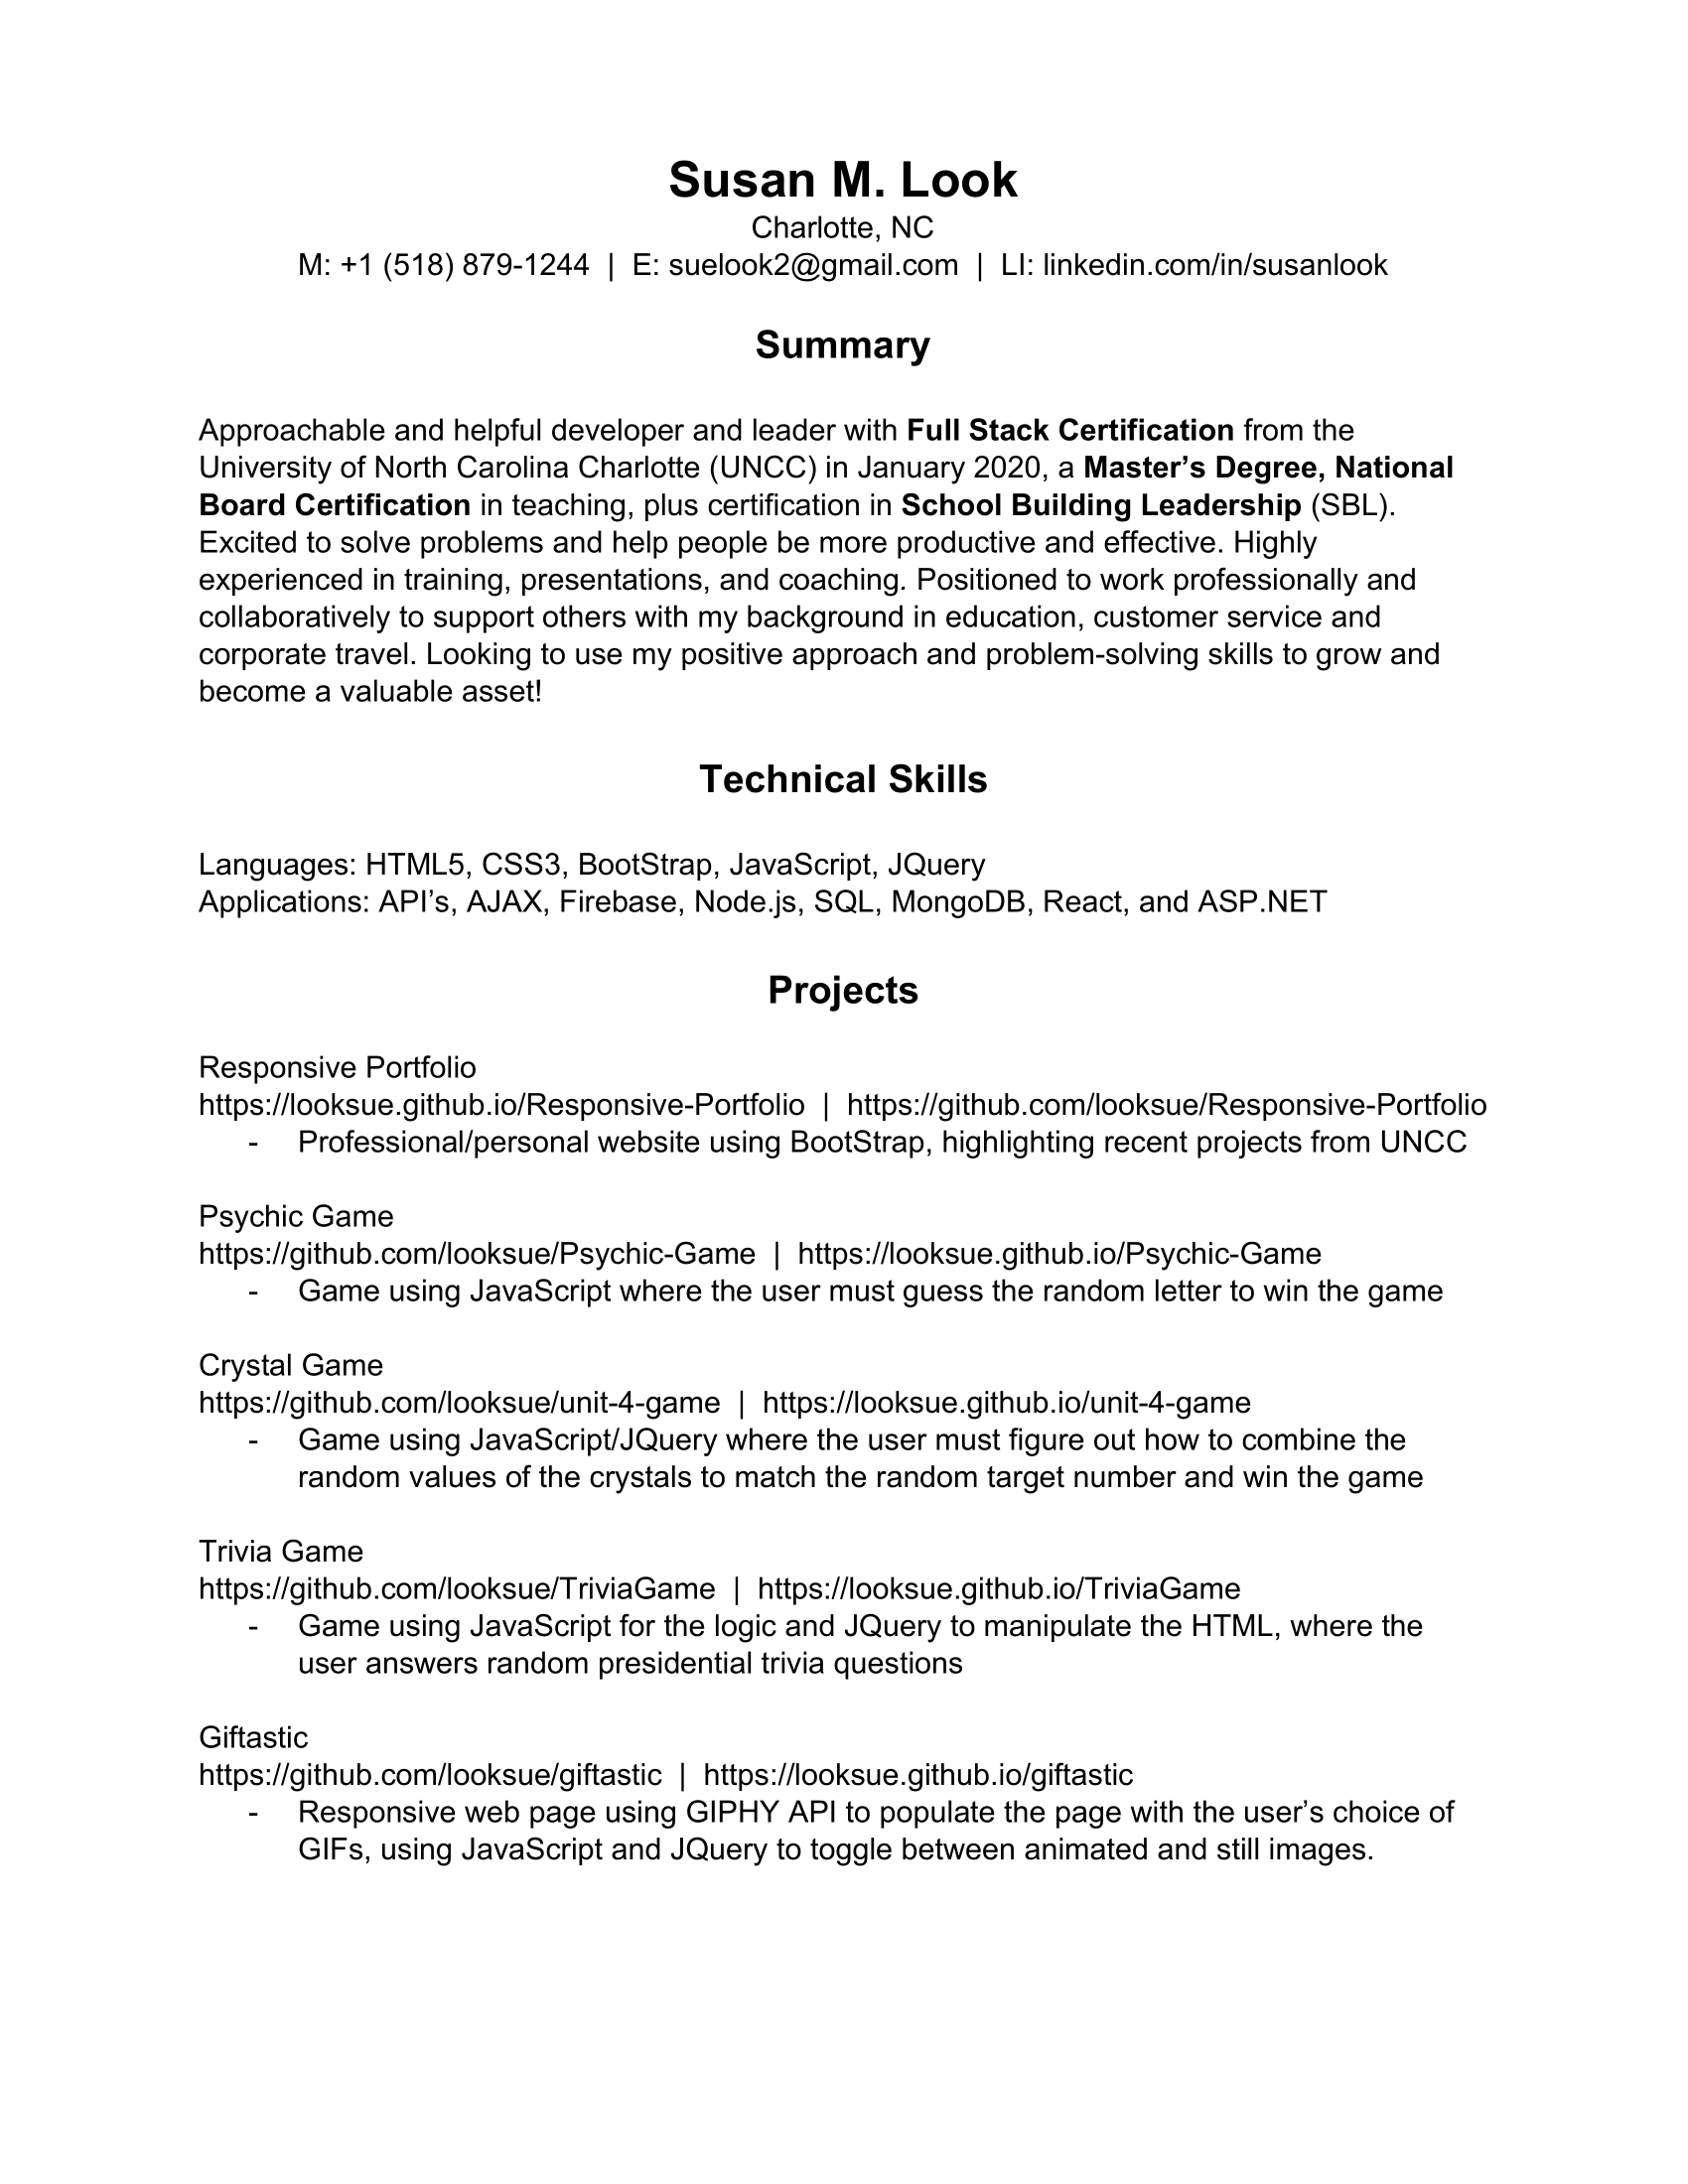 Susan M. Look
Charlotte, NC
M: +1 (518) 879-1244 | E: suelook2@gmail.com | LI: linkedin.com/in/susanlook
Summary
Approachable and helpful developer and leader with Full Stack Certification from the
University of North Carolina Charlotte (UNCC) in January 2020, a Master’s Degree, National
Board Certification in teaching, plus certification in School Building Leadership (SBL).
Excited to solve problems and help people be more productive and effective. Highly
experienced in training, presentations, and coaching. Positioned to work professionally and
collaboratively to support others with my background in education, customer service and
corporate travel. Looking to use my positive approach and problem-solving skills to grow and
become a valuable asset!
Technical Skills
Languages: HTML5, CSS3, BootStrap, JavaScript, JQuery
Applications: API’s, AJAX, Firebase, Node.js, SQL, MongoDB, React, and ASP.NET
Projects
Responsive Portfolio
https://looksue.github.io/Responsive-Portfolio | https://github.com/looksue/Responsive-Portfolio
- Professional/personal website using BootStrap, highlighting recent projects from UNCC
Psychic Game
https://github.com/looksue/Psychic-Game | https://looksue.github.io/Psychic-Game
- Game using JavaScript where the user must guess the random letter to win the game
Crystal Game
https://github.com/looksue/unit-4-game | https://looksue.github.io/unit-4-game
- Game using JavaScript/JQuery where the user must figure out how to combine the
random values of the crystals to match the random target number and win the game
Trivia Game
https://github.com/looksue/TriviaGame | https://looksue.github.io/TriviaGame
- Game using JavaScript for the logic and JQuery to manipulate the HTML, where the
user answers random presidential trivia questions
Giftastic
https://github.com/looksue/giftastic | https://looksue.github.io/giftastic
- Responsive web page using GIPHY API to populate the page with the user’s choice of
GIFs, using JavaScript and JQuery to toggle between animated and still images.